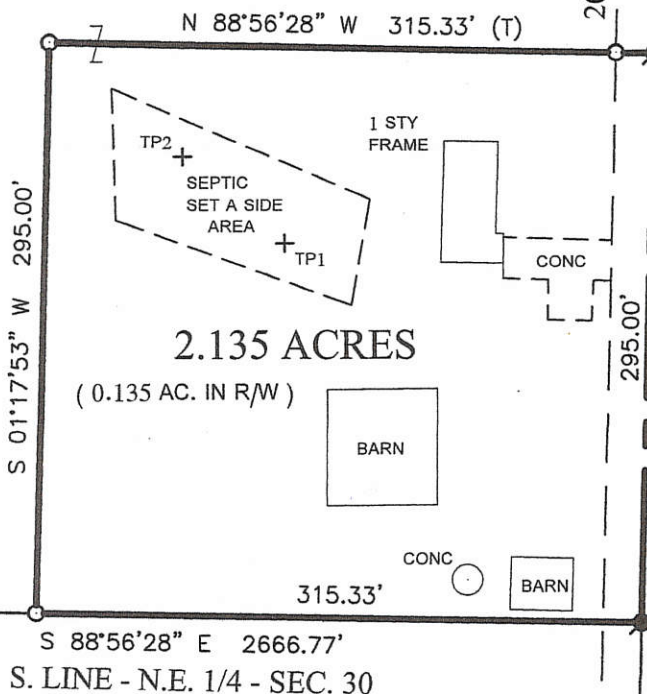 N 88°56'28" W 315.33' (T)
20
1 STY
FRAME
TP2
SEPTIC
SET A SIDE
AREA
TP1
CONC
S 01°17'53" W 295.00'
295.00'
2.135 ACRES
( 0.135 AC. IN R/W )
BARN
CONC
BARN
315.33'
S 88°56'28" E 2666.77'
S. LINE - N.E. 1/4 - SEC. 30